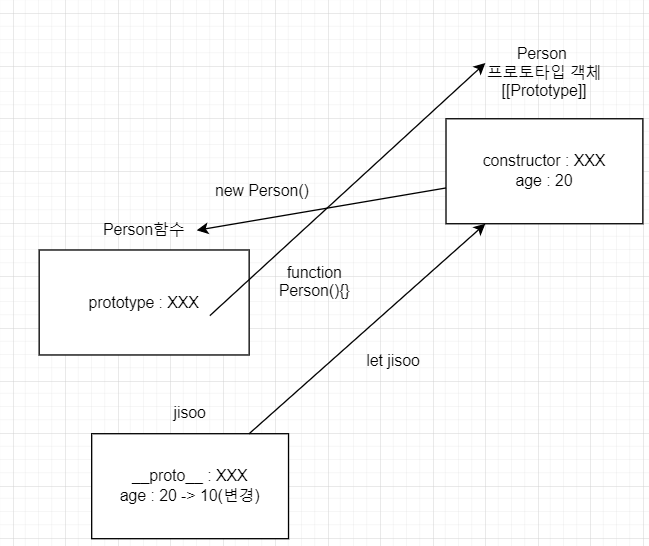 Person
프로토타입 객체
[[Prototype]]
constructor : XXX
age : 20
new Person()
Person함수
prototype : XXX
function
Person(){}
let jisoo
jisoo
__proto__ : XXX
age : 20 -> 10(변경)